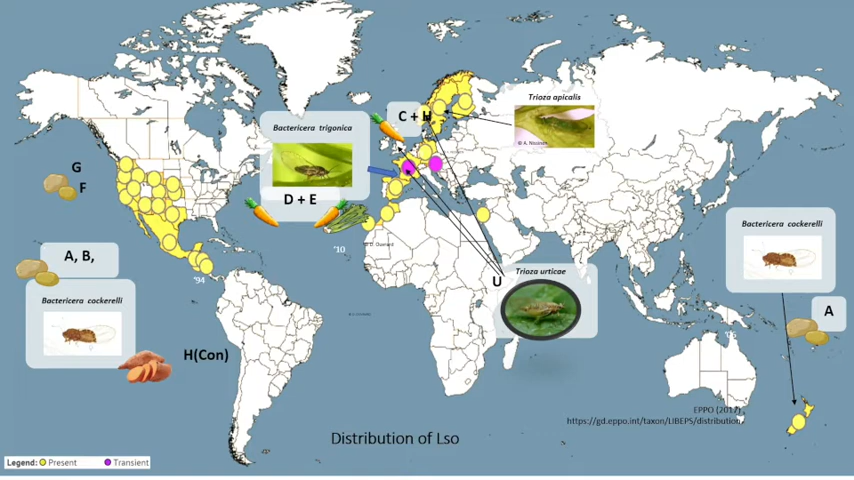 Trioza apicalis
© A. Nissinen
C + H
Bactericera trigonica
D + E
G
F
A, B,
Bactericera cockerelli
'94
H(Con)
'10
U
Trioza urticae
Bactericera cockerelli
A
EPPO (2017)
https://gd.eppo.int/taxon/LIBEPS/distribution
Distribution of Lso
Legend: Present Transient